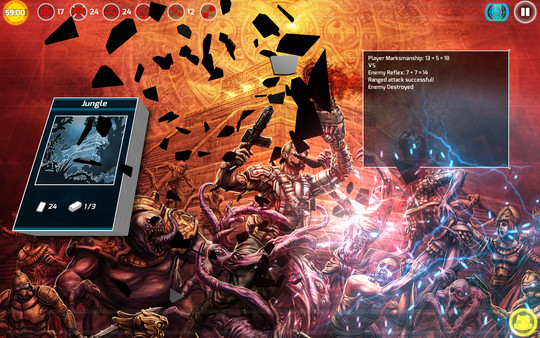 59:00
17
24
24
15
12
Player Marksmanship: 13 + 5 = 18
VS
Enemy Reflex: 7 + 7 = 14
Ranged attack successful!
Enemy Destroyed
Jungle
24
1/3